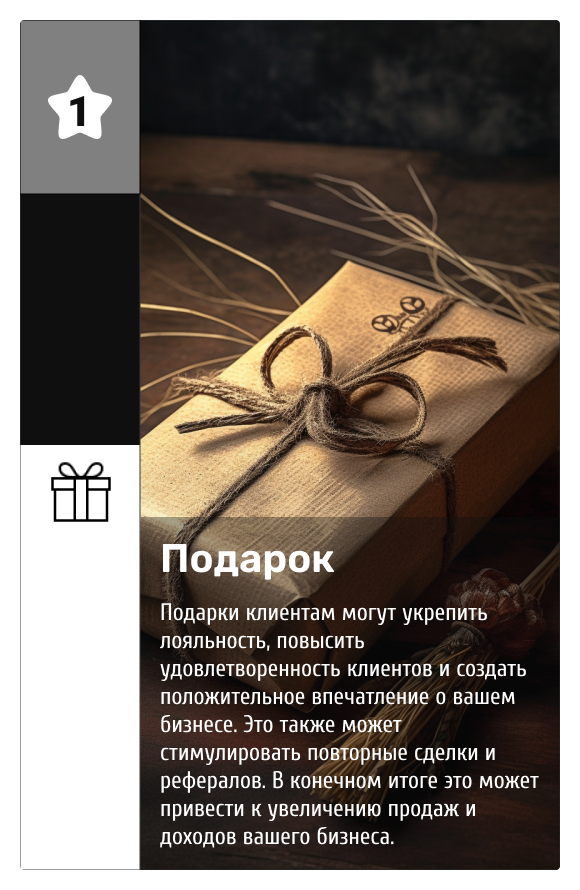 1
Подарок
Подарки клиентам могут укрепить
лояльность, повысить
удовлетворенность клиентов и создать
положительное впечатление о вашем
бизнесе. Это также может
стимулировать повторные сделки и
рефералов. В конечном итоге это может
привести к увеличению продаж и
доходов вашего бизнеса.